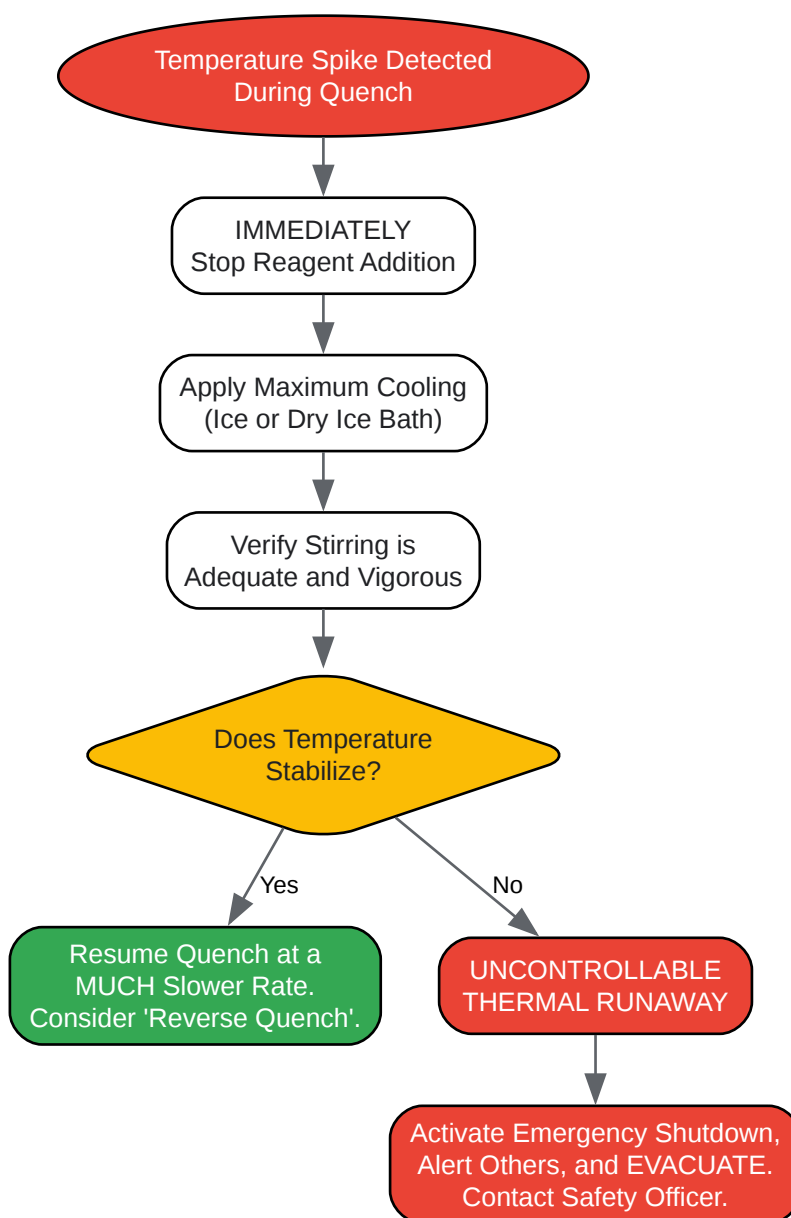 Temperature Spike Detected
During Quench
IMMEDIATELY
Stop Reagent Addition
Apply Maximum Cooling
(Ice or Dry Ice Bath)
Verify Stirring is
Adequate and Vigorous
Does Temperature
Stabilize?
Yes
No
Resume Quench at a
MUCH Slower Rate.
Consider 'Reverse Quench'.
UNCONTROLLABLE
THERMAL RUNAWAY
Activate Emergency Shutdown,
Alert Others, and EVACUATE.
Contact Safety Officer.